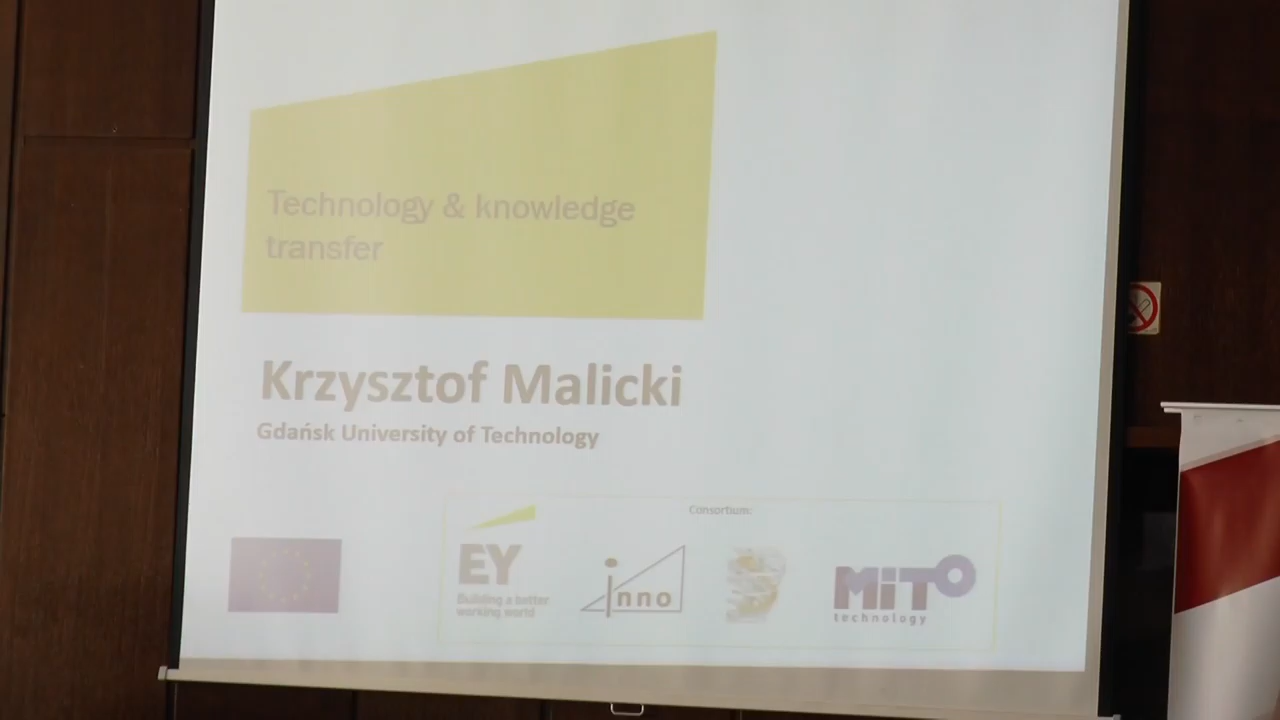 Technology & knowledge
transfer
Krzysztof Malicki
Gdańsk University of Technology
Consortium:
EY
Building a better
working world
inno
MiTO
technology